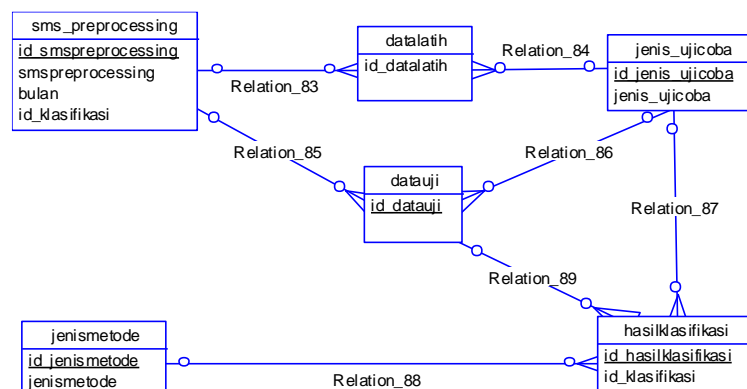 sms_preprocessing
id_smspreprocessing
smspreprocessing
bulan
id_klasifikasi
datalatih
id_datalatih
jenis_ujicoba
id_jenis_ujicoba
jenis_ujicoba
Relation_83
Relation_84
Relation_85
Relation_86
datauji
id_datauji
Relation_87
Relation_89
jenismetode
id_jenismetode
jenismetode
Relation_88
hasilklasifikasi
id_hasilklasifikasi
id_klasifikasi